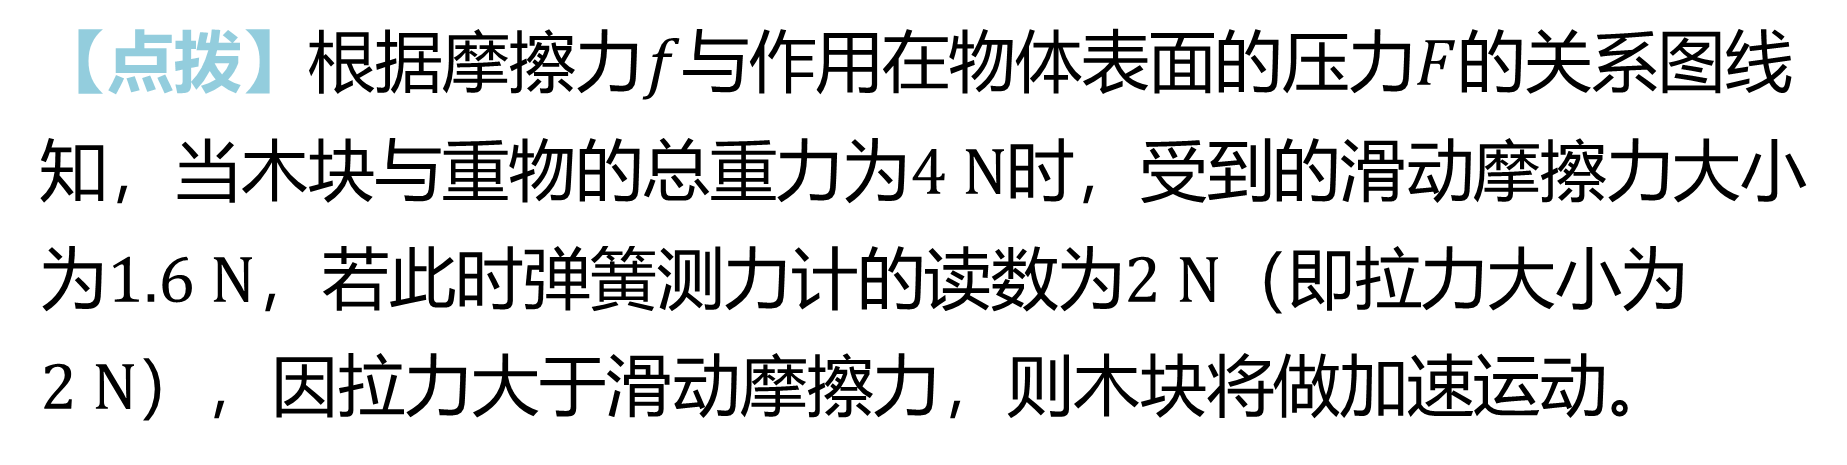 【点拨】根据摩擦力f与作用在物体表面的压力F的关系图线
知，当木块与重物的总重力为4 N时，受到的滑动摩擦力大小
为1.6 N，若此时弹簧测力计的读数为2 N（即拉力大小为
2 N），因拉力大于滑动摩擦力，则木块将做加速运动。